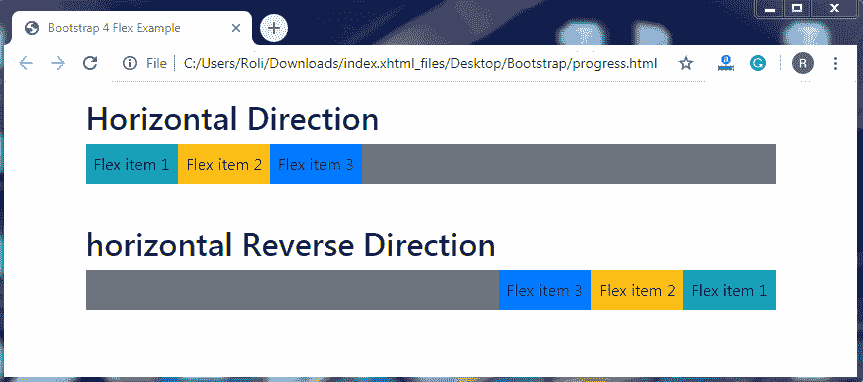 Bootstrap 4 Flex Example
File C:/Users/Roli/Downloads/index.xhtml_files/Desktop/Bootstrap/progress.html
R
Horizontal Direction
Flex item 1 Flex item 2 Flex item 3
horizontal Reverse Direction
Flex item 3 Flex item 2 Flex item 1